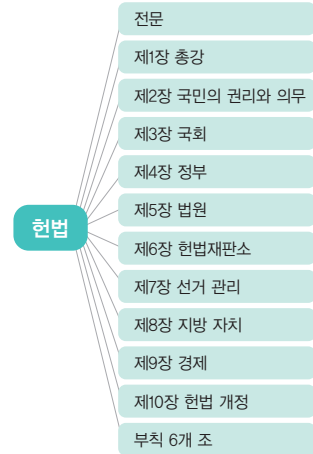 전문
제1장 총강
제2장 국민의 권리와 의무
제3장 국회
제4장 정부
제5장 법원
헌법
제6장 헌법재판소
제7장 선거 관리
제8장 지방 자치
제9장 경제
제10장 헌법 개정
부칙 6개 조